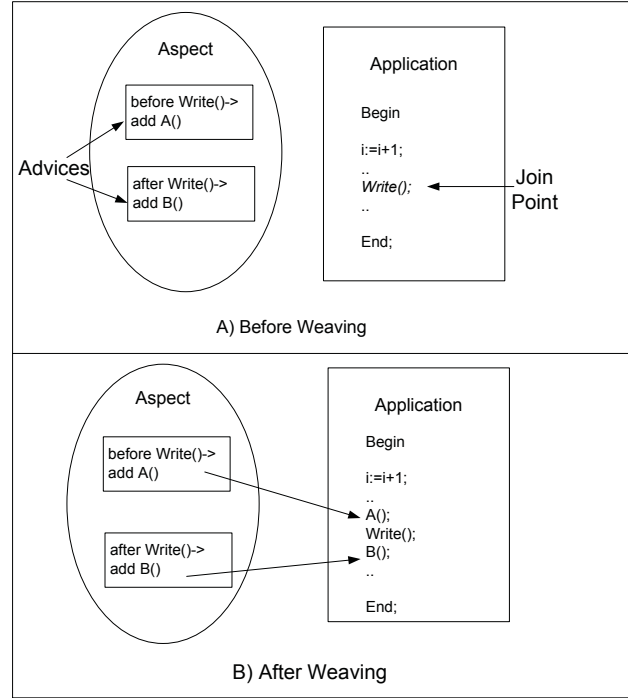 Aspect
before Write()->
add A()
after Write()->
add B()
Advices
Application
Begin
i:=i+1;
..
Write();
..
End;
Join
Point
A) Before Weaving
Aspect
before Write()->
add A()
after Write()->
add B()
Application
Begin
i:=i+1;
..
A();
Write();
B();
..
End;
B) After Weaving